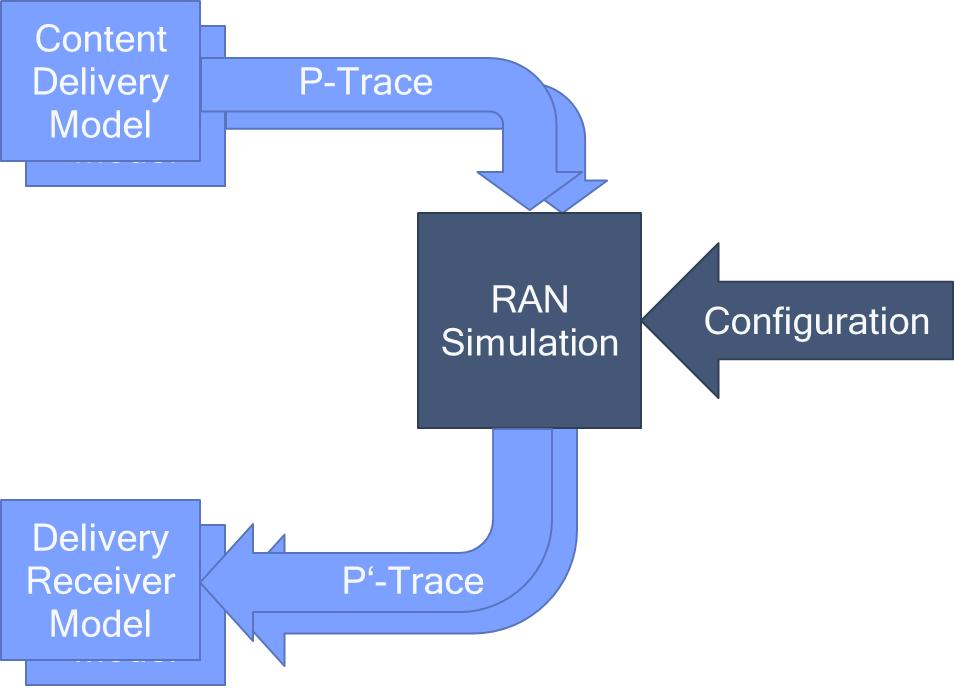 Content
Delivery
Model
P-Trace
RAN
Simulation
Configuration
Delivery
Receiver
Model
P‘-Trace